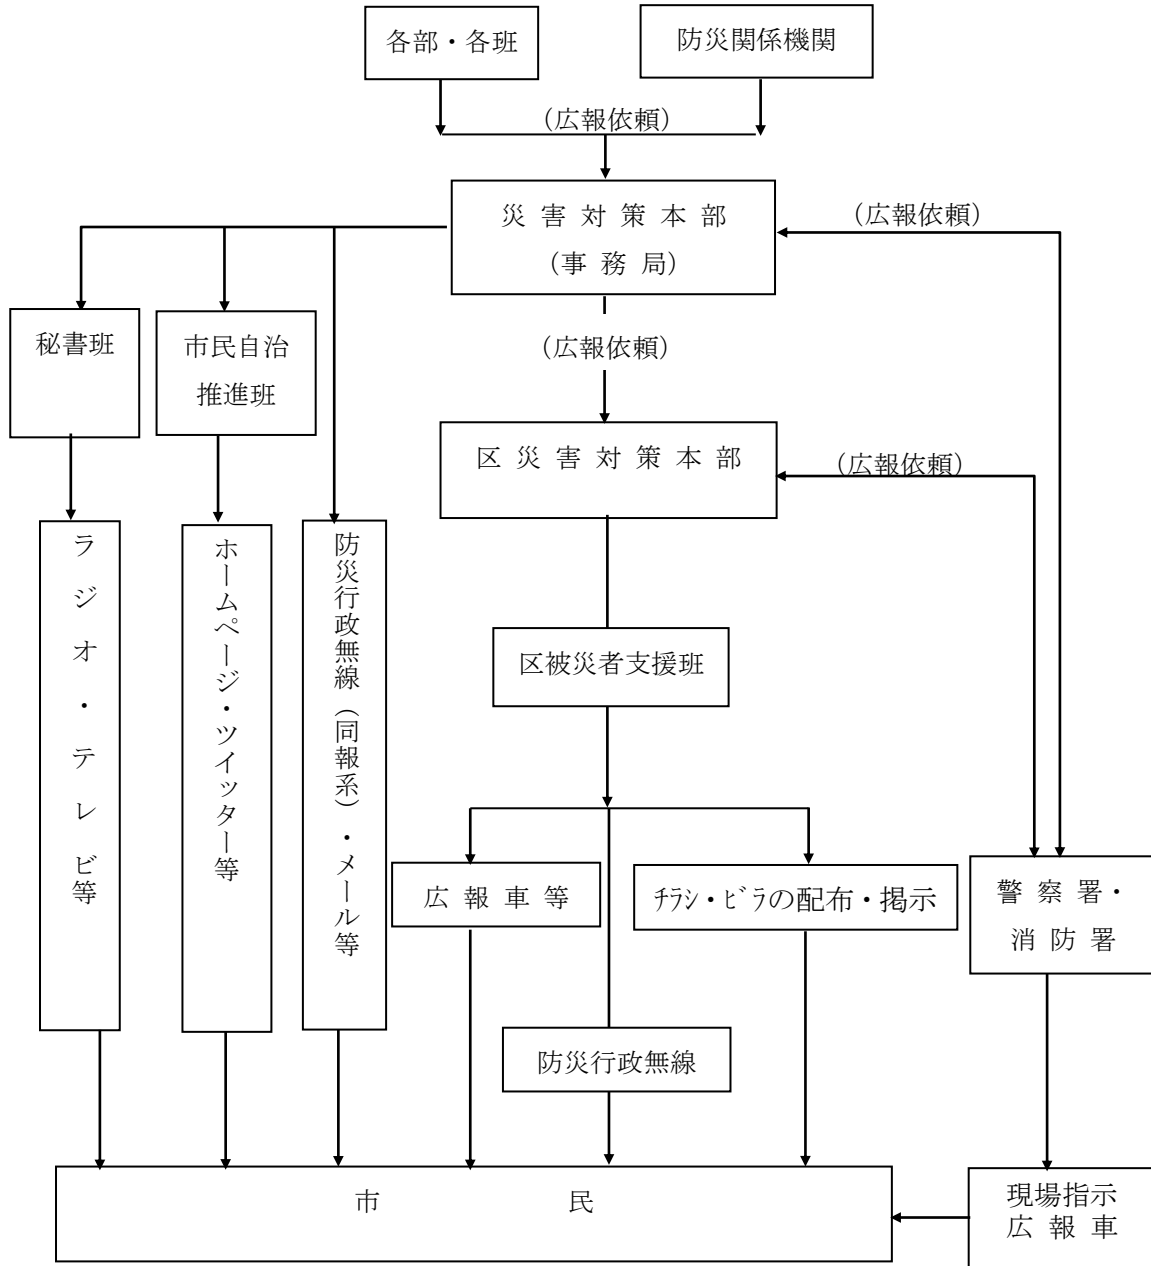 各部・各班
防災関係機関
（広報依頼）
災 害 対 策 本 部
（事 務 局）
（広報依頼）
秘書班
市民自治
推進班
（広報依頼）
区 災 害 対 策 本 部
（広報依頼）
ラ ジ オ ・ テ レ ビ 等
ホームページ・ツイッター等
防災行政無線（同報系）・メール等
区被災者支援班
広 報 車 等
ﾁﾗｼ・ﾋﾞﾗの配布・掲示
警 察 署・
消 防 署
防災行政無線
市 民
現場指示
広 報 車